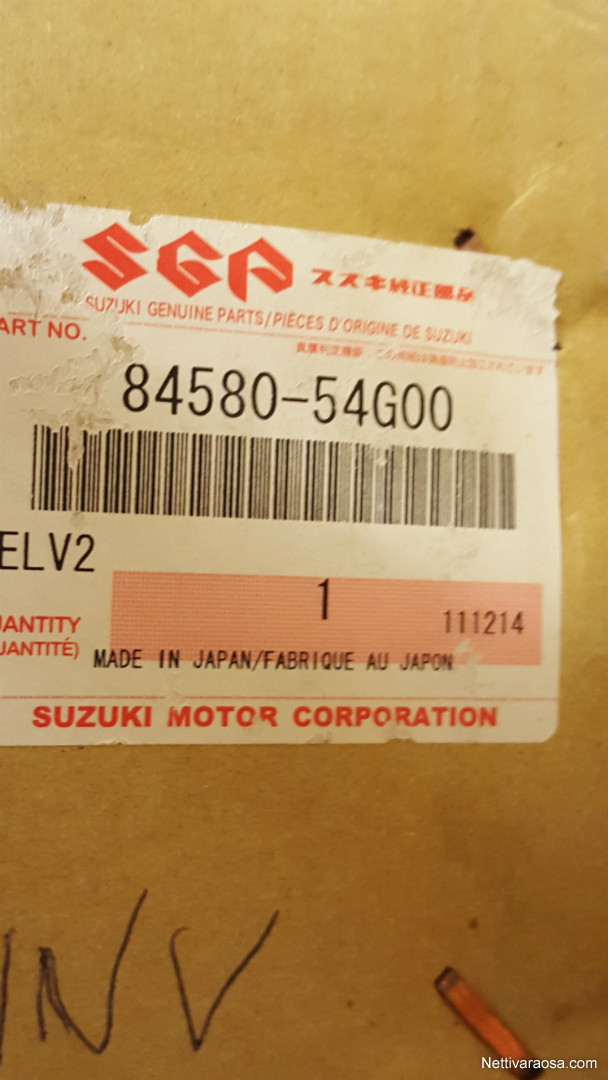 SGP スズキ純正部品
SUZUKI GENUINE PARTS/PIÈCES D'ORIGINE DE SUZUKI
ART NO.
84580-54G00
ELV2
1
111214
UANTITY
UANTITÉ)
MADE IN JAPAN/FABRIQUE AU JAPON
SUZUKI MOTOR CORPORATION
NV
Nettivaraosa.com